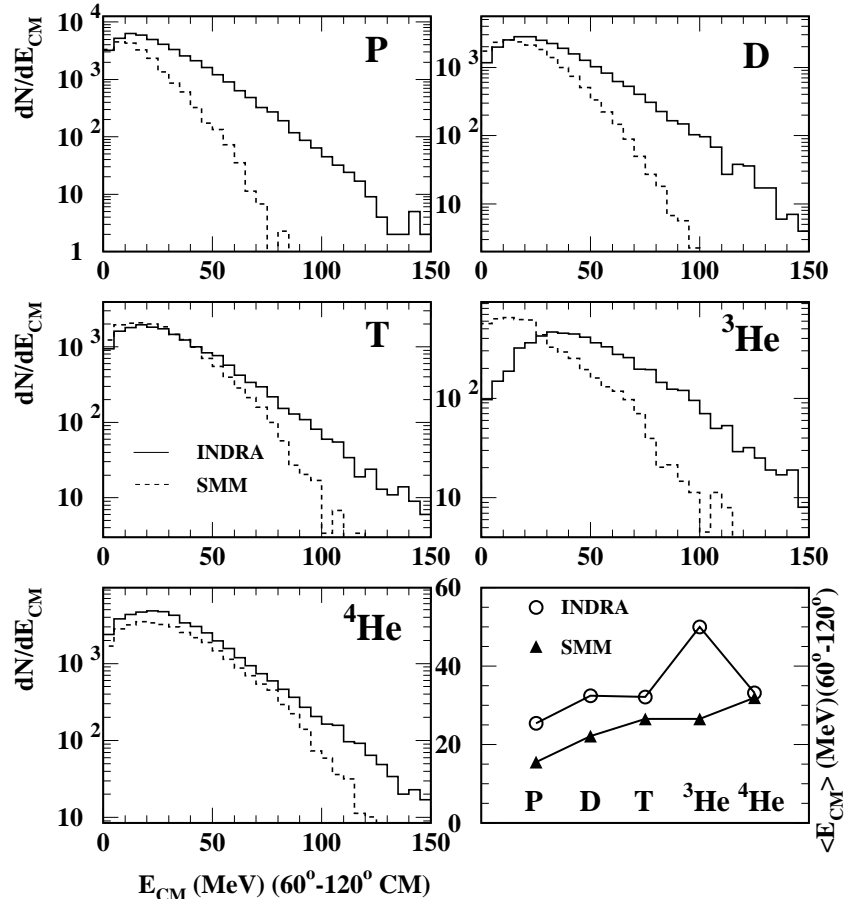 dN/dE_CM
10^4
10^3
10^2
10
1
P
0 50 100 150
10^3
10^2
10
D
0 50 100 150
dN/dE_CM
10^3
10^2
10
T
INDRA
SMM
0 50 100 150
10^2
^3He
0 50 100 150
dN/dE_CM
10^3
10^2
10
^4He
0 50 100 150
E_CM (MeV) (60°-120° CM)
60
40
20
0
INDRA
SMM
P D T ^3He ^4He
<E_CM> (MeV) (60°-120°)